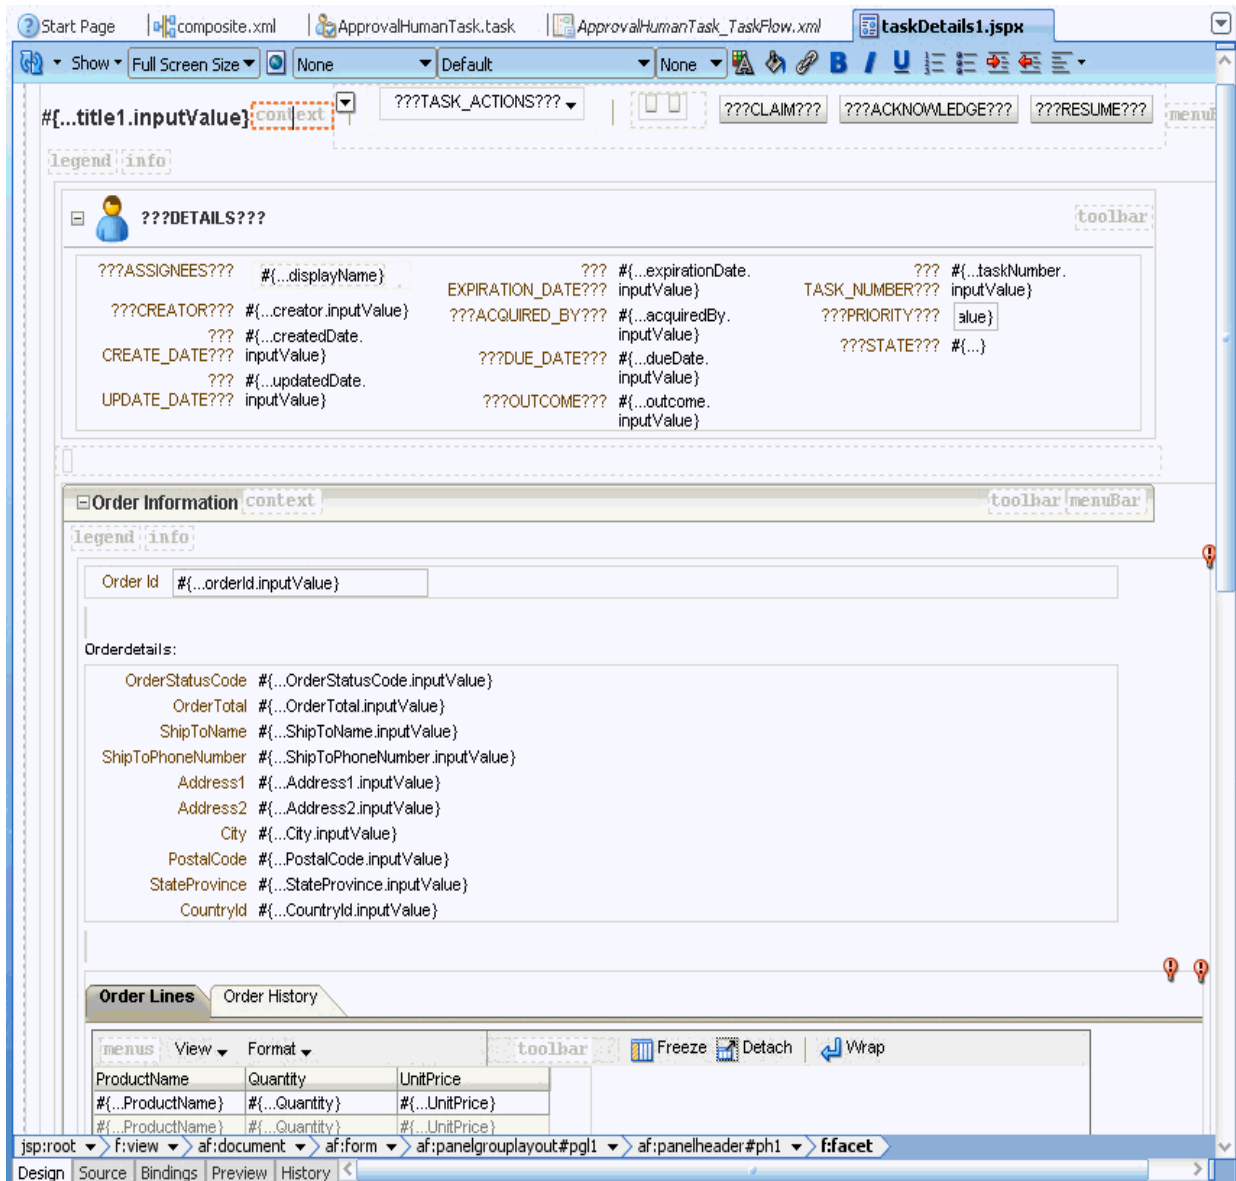 Start Page composite.xml ApprovalHumanTask.task ApprovalHumanTask_TaskFlow.xml taskDetails1.jspx
Show Full Screen Size None Default None B I U
#{...title1.inputValue} context ???TASK_ACTIONS??? ???CLAIM??? ???ACKNOWLEDGE??? ???RESUME???
legend info
???DETAILS??? toolbar
???ASSIGNEES??? #{...displayName} ??? #{...expirationDate. ??? #{...taskNumber.
EXPIRATION_DATE??? inputValue} TASK_NUMBER??? inputValue}
???CREATOR??? #{...creator.inputValue} ???ACQUIRED_BY??? #{...acquiredBy. ???PRIORITY??? alue}
??? #{...createdDate. inputValue}
CREATE_DATE??? inputValue} ???DUE_DATE??? #{...dueDate. ???STATE??? #{...}
??? #{...updatedDate. inputValue}
UPDATE_DATE??? inputValue} ???OUTCOME??? #{...outcome.
inputValue}
Order Information context toolbar menuBar
legend info
Order Id #{...orderId.inputValue}
Orderdetails:
OrderStatusCode #{...OrderStatusCode.inputValue}
OrderTotal #{...OrderTotal.inputValue}
ShipToName #{...ShipToName.inputValue}
ShipToPhoneNumber #{...ShipToPhoneNumber.inputValue}
Address1 #{...Address1.inputValue}
Address2 #{...Address2.inputValue}
City #{...City.inputValue}
PostalCode #{...PostalCode.inputValue}
StateProvince #{...StateProvince.inputValue}
CountryId #{...CountryId.inputValue}
Order Lines Order History
menus View Format toolbar Freeze Detach Wrap
ProductName Quantity UnitPrice
#{...ProductName} #{...Quantity} #{...UnitPrice}
#{...ProductName} #{...Quantity} #{...UnitPrice}
jsp:root f:view af:document af:form af:panelgrouplayout#pgl1 af:panelheader#ph1 f:facet
Design Source Bindings Preview History